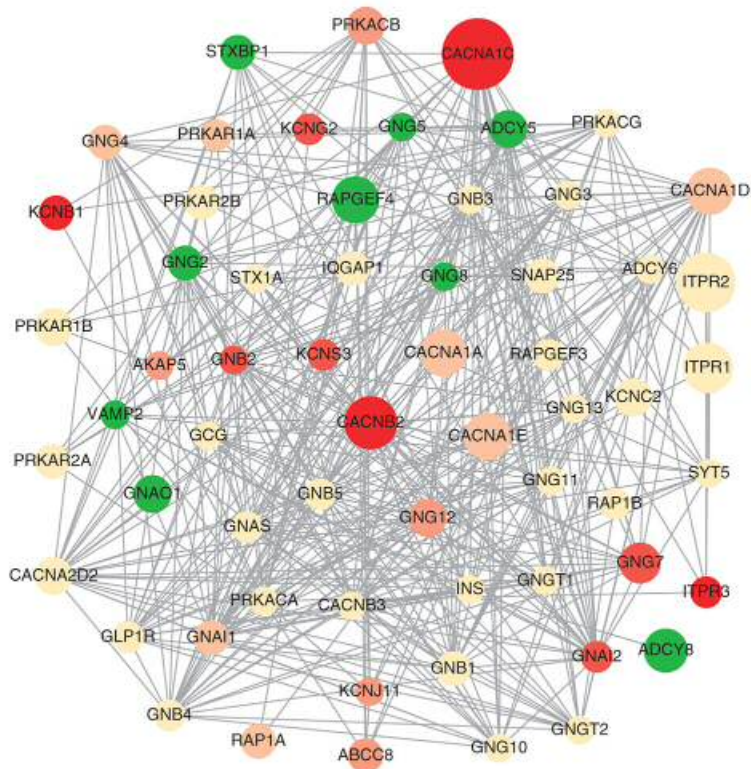 PRKACB
CACNA1C
STXBP1
GNG4
PRKAR1A
KCNG2
GNG5
ADCY5
PRKACG
KCNB1
PRKAR2B
RAPGEF4
GNB3
GNG3
CACNA1D
GNG2
STX1A
IQGAP1
GNG8
SNAP25
ADCY6
ITPR2
PRKAR1B
AKAP5
GNB2
KCNS3
CACNA1A
RAPGEF3
ITPR1
KCNC2
VAMP2
GCG
CACNB2
CACNA1E
GNG13
PRKAR2A
GNAO1
GNB5
GNG11
SYT5
GNAS
GNG12
RAP1B
CACNA2D2
PRKACA
CACNB3
INS
GNGT1
GNG7
ITPR3
GLP1R
GNAI1
GNB1
GNAI2
ADCY8
GNB4
KCNJ11
RAP1A
ABCC8
GNG10
GNGT2